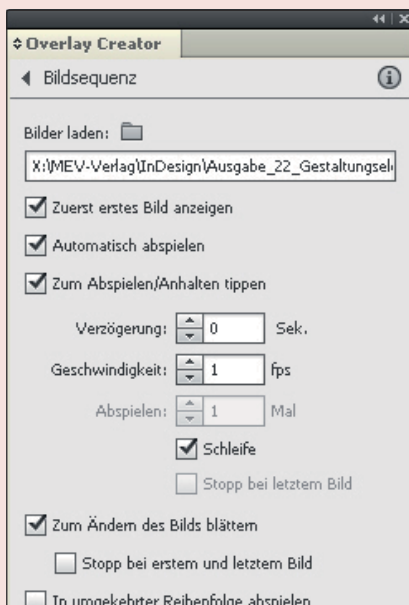 Overlay Creator
Bildsequenz
Bilder laden:
X:\MEV-Verlag\InDesign\Ausgabe_22_Gestaltungsel
Zuerst erstes Bild anzeigen
Automatisch abspielen
Zum Abspielen/Anhalten tippen
Verzögerung: 0 Sek.
Geschwindigkeit: 1 fps
Abspielen: 1 Mal
Schleife
Stopp bei letztem Bild
Zum Ändern des Bilds blättern
Stopp bei erstem und letztem Bild
In umgekehrter Reihenfolge abspielen